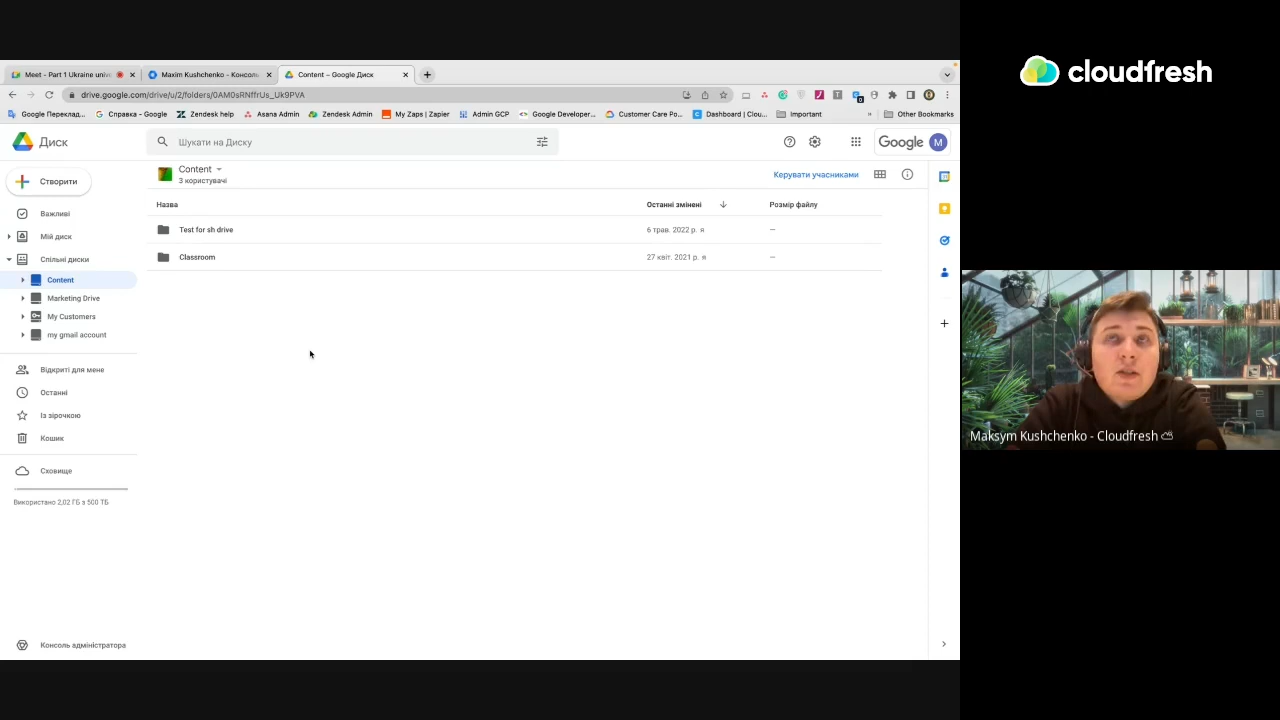 cloudfresh
Meet - Part 1 Ukraine univ
Maxim Kushchenko - Консоль
Content – Google Диск
drive.google.com/drive/u/2/folders/0AM0sRNffrUs_Uk9PVA
Google Переклад...
Справка - Google
Zendesk help
Asana Admin
Zendesk Admin
My Zaps | Zapier
Admin GCP
Google Developer...
Customer Care Po...
Dashboard | Clou...
Important
»
Other Bookmarks
Диск
Шукати на Диску
Google
M
Створити
Content
3 користувачі
Керувати учасниками
Назва
Останні змінені
Розмір файлу
Test for sh drive
6 трав. 2022 р. я
—
Classroom
27 квіт. 2021 р. я
—
Важливі
Мій диск
Спільні диски
Content
Marketing Drive
My Customers
my gmail account
Відкриті для мене
Останні
Із зірочкою
Кошик
Сховище
Використано 2,02 ГБ з 500 ТБ
Консоль адміністратора
Maksym Kushchenko - Cloudfresh